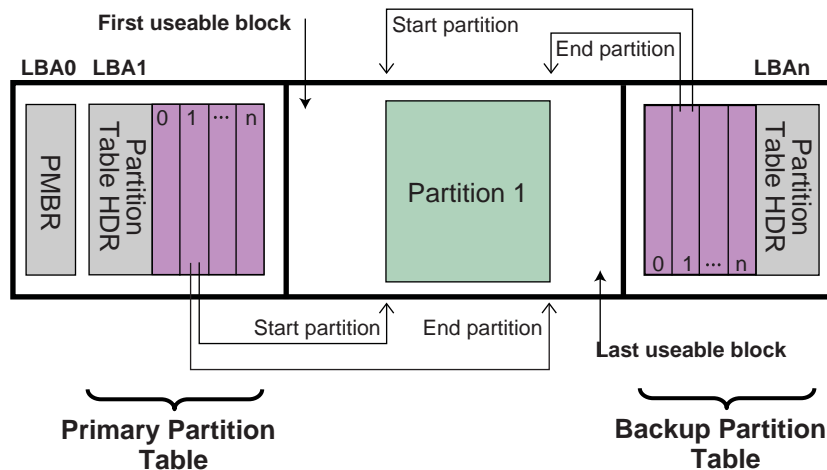 First useable block
Start partition
End partition
LBA0
LBA1
LBAn
0 1 ... n
PMBR
Partition
Table HDR
Partition 1
Partition
Table HDR
0 1 ... n
Start partition
End partition
Last useable block
Primary Partition
Table
Backup Partition
Table